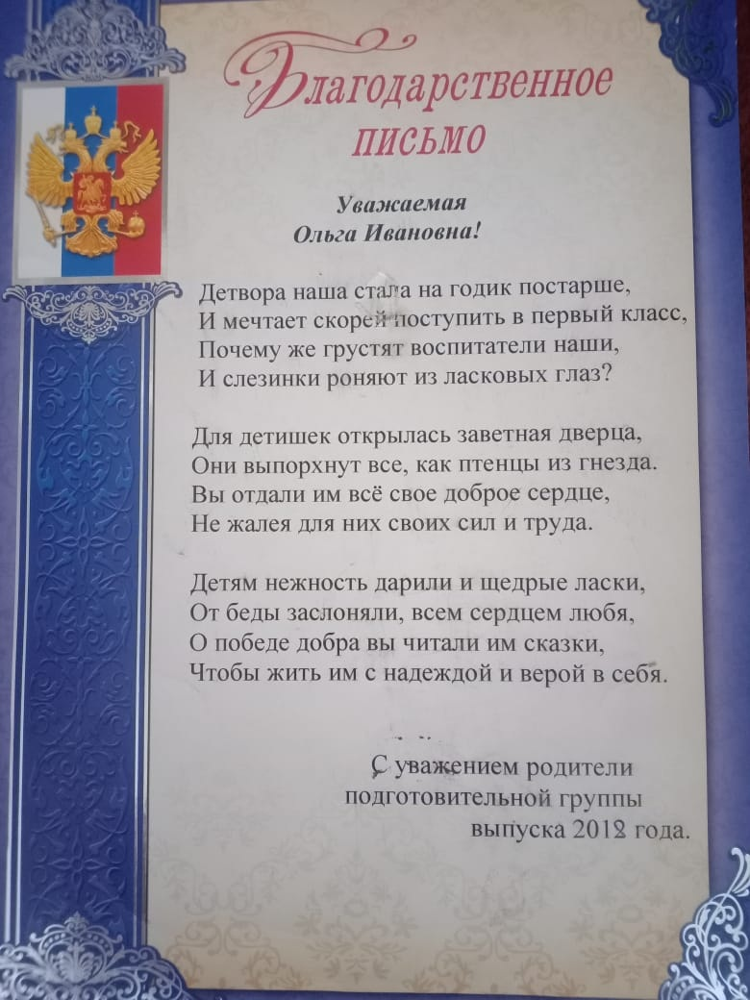 Благодарственное
письмо
Уважаемая
Ольга Ивановна!
Детвора наша стала на годик постарше,
И мечтает скорей поступить в первый класс,
Почему же грустят воспитатели наши,
И слезинки роняют из ласковых глаз?
Для детишек открылась заветная дверца,
Они выпорхнут все, как птенцы из гнезда.
Вы отдали им всё свое доброе сердце,
Не жалея для них своих сил и труда.
Детям нежность дарили и щедрые ласки,
От беды заслоняли, всем сердцем любя,
О победе добра вы читали им сказки,
Чтобы жить им с надеждой и верой в себя.
С уважением родители
подготовительной группы
выпуска 2018 года.